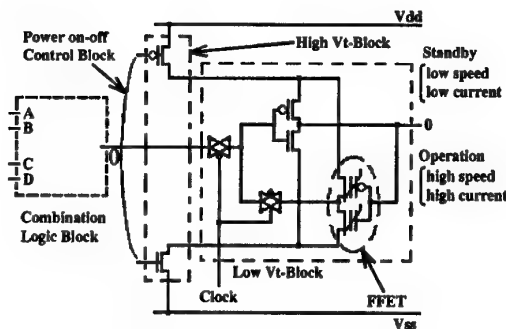 Vdd
Power on-off
Control Block
High Vt-Block
Standby
low speed
low current
A
B
C
D
0
0
Operation
high speed
high current
Combination
Logic Block
Low Vt-Block
Clock
FFET
Vss